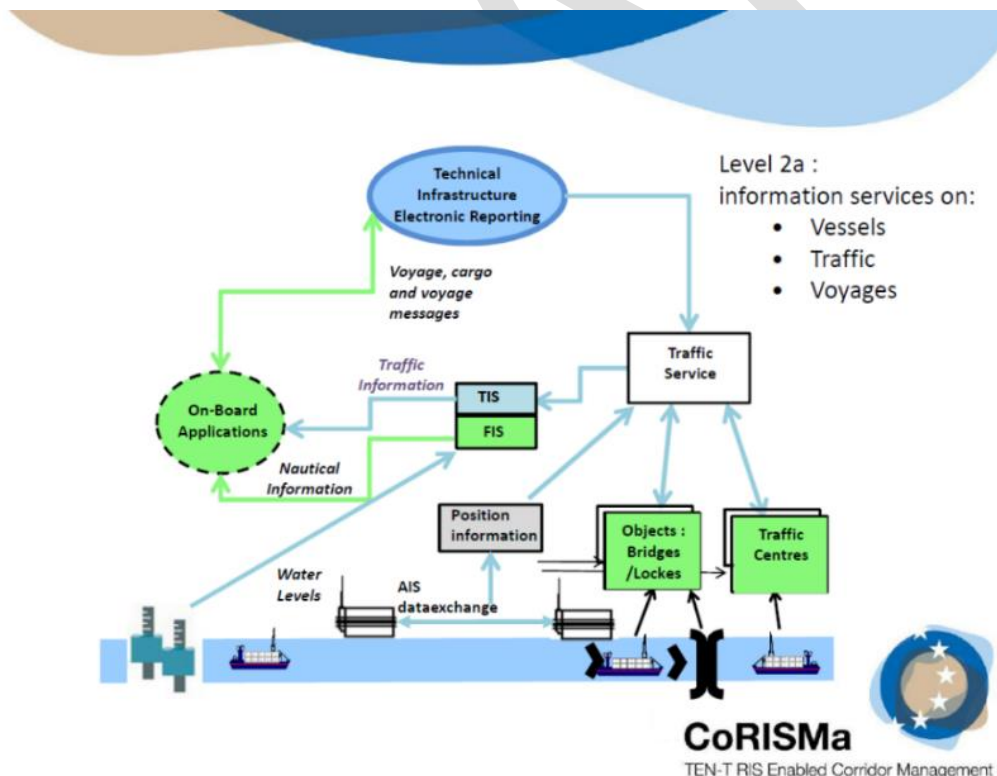 Level 2a :
information services on:
• Vessels
• Traffic
• Voyages
Technical
Infrastructure
Electronic Reporting
Voyage, cargo
and voyage
messages
Traffic
Service
Traffic
Information
TIS
FIS
On-Board
Applications
Nautical
Information
Position
information
Objects :
Bridges
/Lockes
Traffic
Centres
Water
Levels
AIS
dataexchange
CoRISMa
TEN-T RIS Enabled Corridor Management